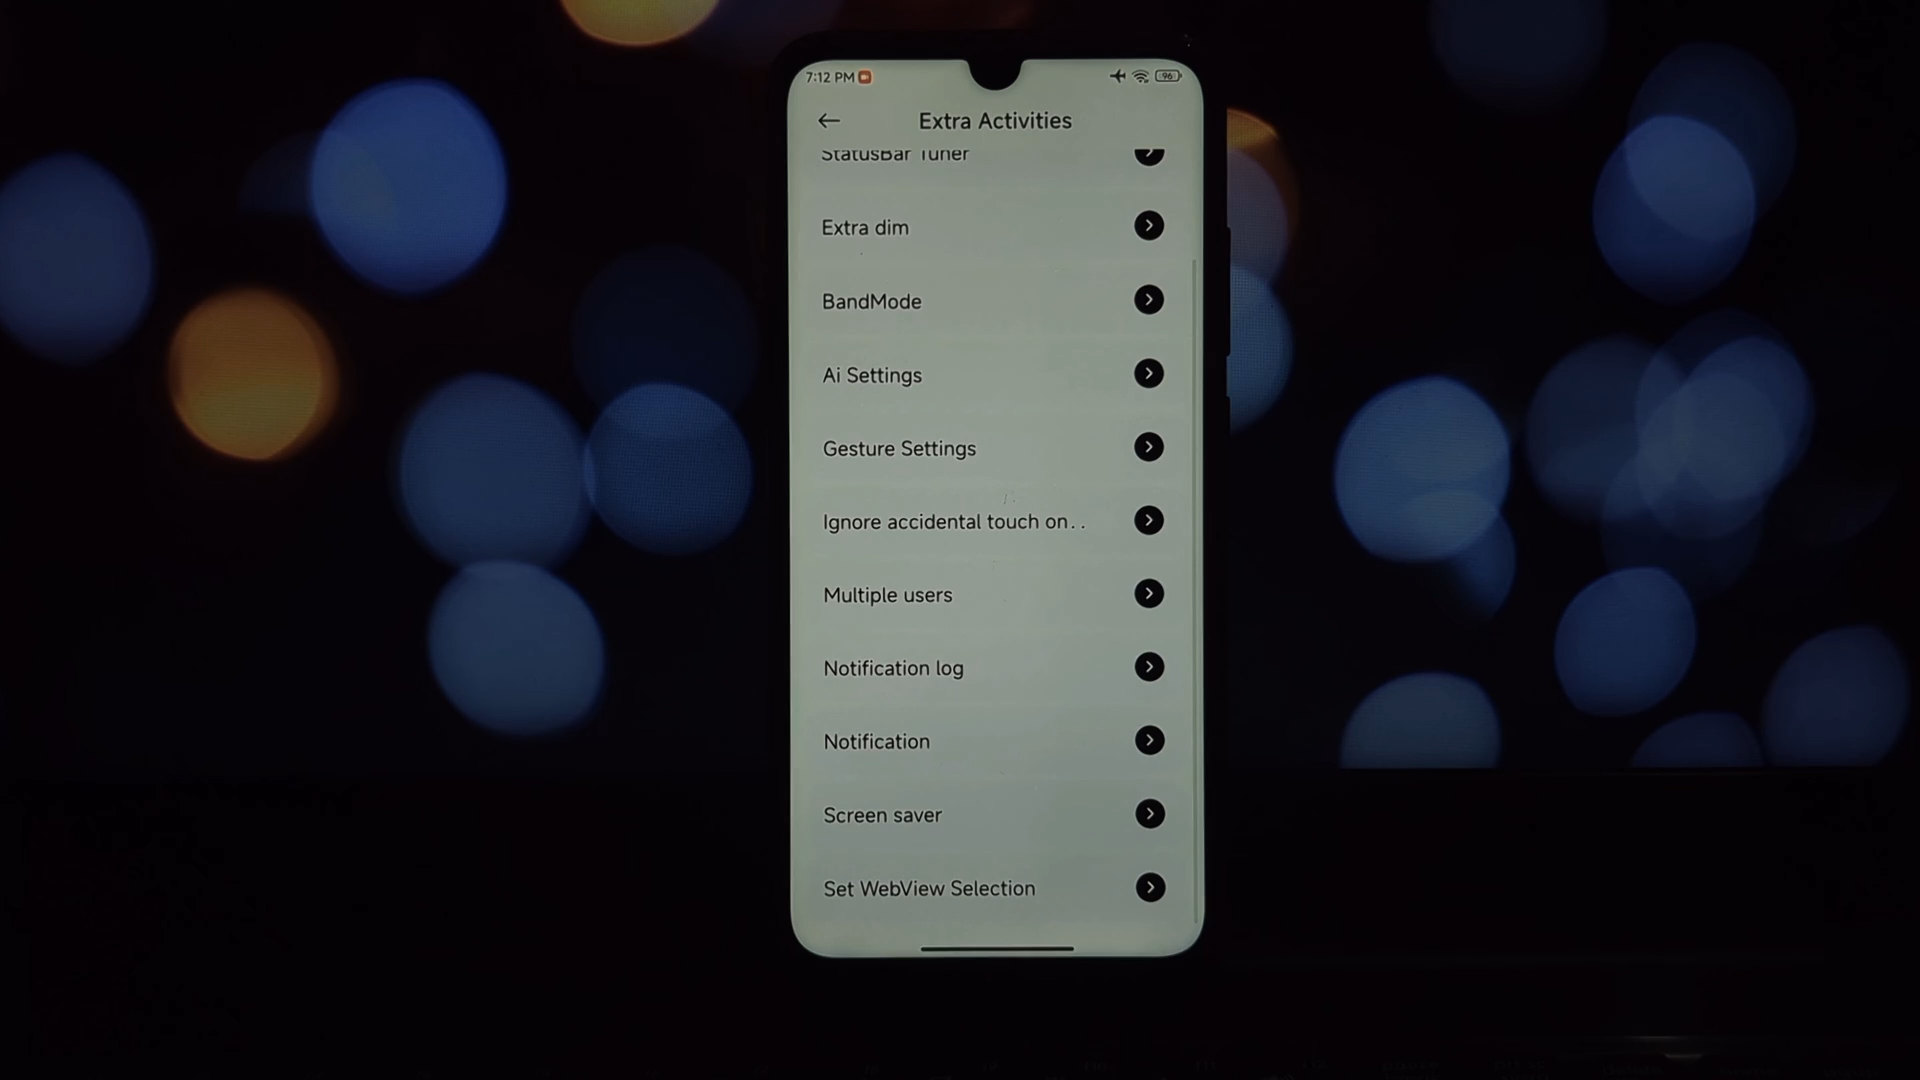 7:12 PM
96
Extra Activities
StatusBar Tuner
Extra dim
BandMode
Ai Settings
Gesture Settings
Ignore accidental touch on..
Multiple users
Notification log
Notification
Screen saver
Set WebView Selection